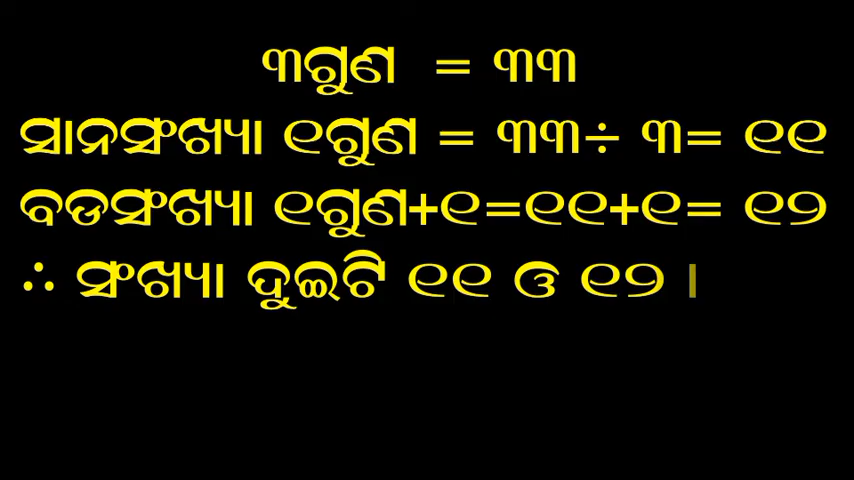 ୩ଗୁଣ = ୩୩
ସାନସଂଖ୍ୟା ୧ଗୁଣ = ୩୩÷ ୩= ୧୧
ବଡସଂଖ୍ୟା ୧ଗୁଣ+୧=୧୧+୧= ୧୨
∴ ସଂଖ୍ୟା ଦୁଇଟି ୧୧ ଓ ୧୨ ।